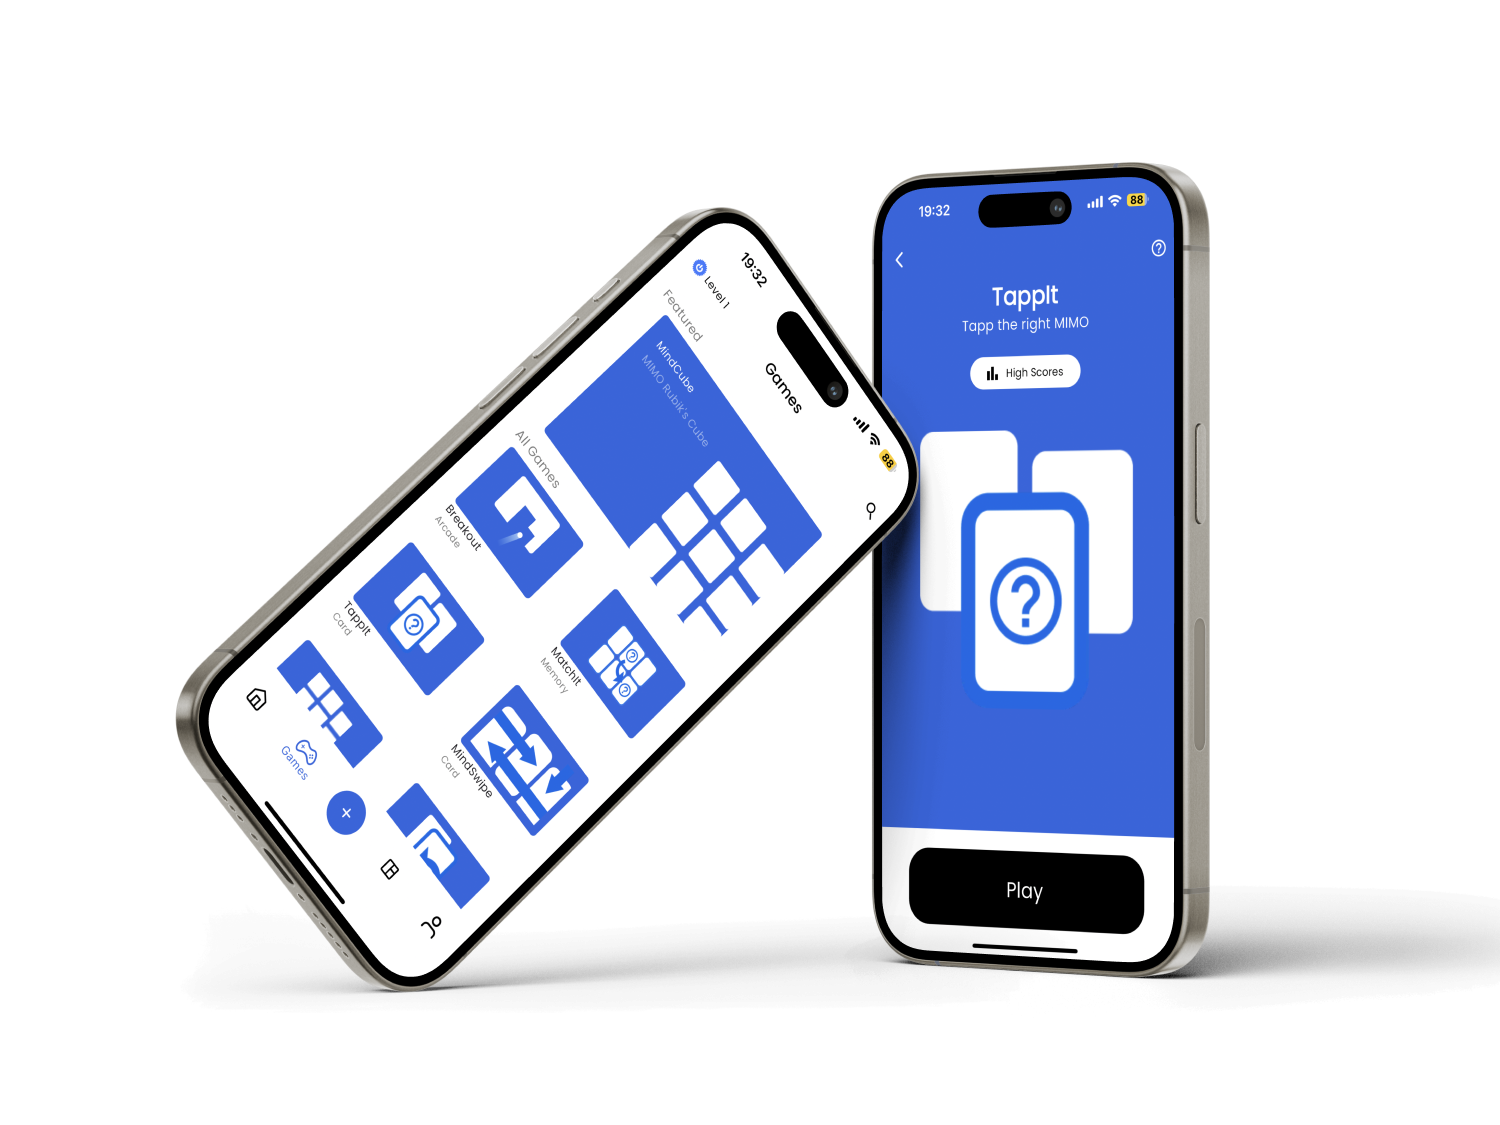 19:32
88
Level 1
Games
Featured
MindCube
MIMO Rubik's Cube
All Games
Breakout
Arcade
MatchIt
Memory
TappIt
Card
MindSwipe
Card
Games
19:32
88
TappIt
Tapp the right MIMO
High Scores
Play